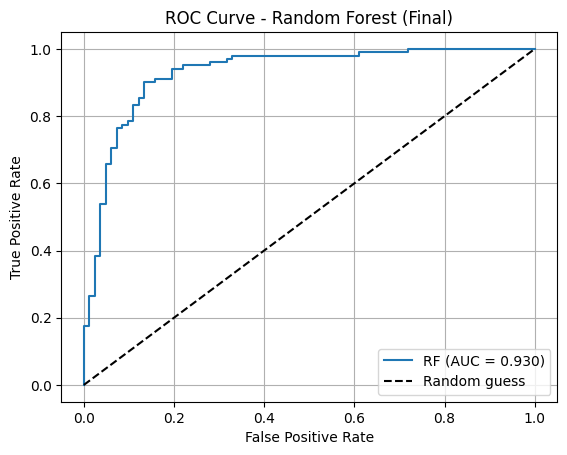 ROC Curve - Random Forest (Final)
1.0
0.8
0.6
0.4
0.2
0.0
True Positive Rate
0.0 0.2 0.4 0.6 0.8 1.0
False Positive Rate
RF (AUC = 0.930)
Random guess